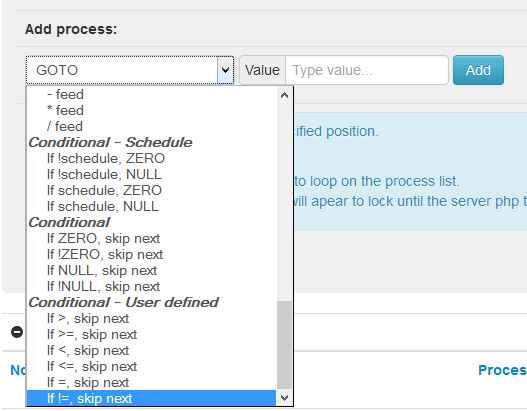 Add process:
GOTO
Value
Type value...
Add
- feed
* feed
/ feed
Conditional - Schedule
If !schedule, ZERO
If !schedule, NULL
If schedule, ZERO
If schedule, NULL
Conditional
If ZERO, skip next
If !ZERO, skip next
If NULL, skip next
If !NULL, skip next
Conditional - User defined
If >, skip next
If >=, skip next
If <, skip next
If <=, skip next
If =, skip next
If !=, skip next
cified position.
to loop on the process list.
vill apear to lock until the server php t
No
Proces